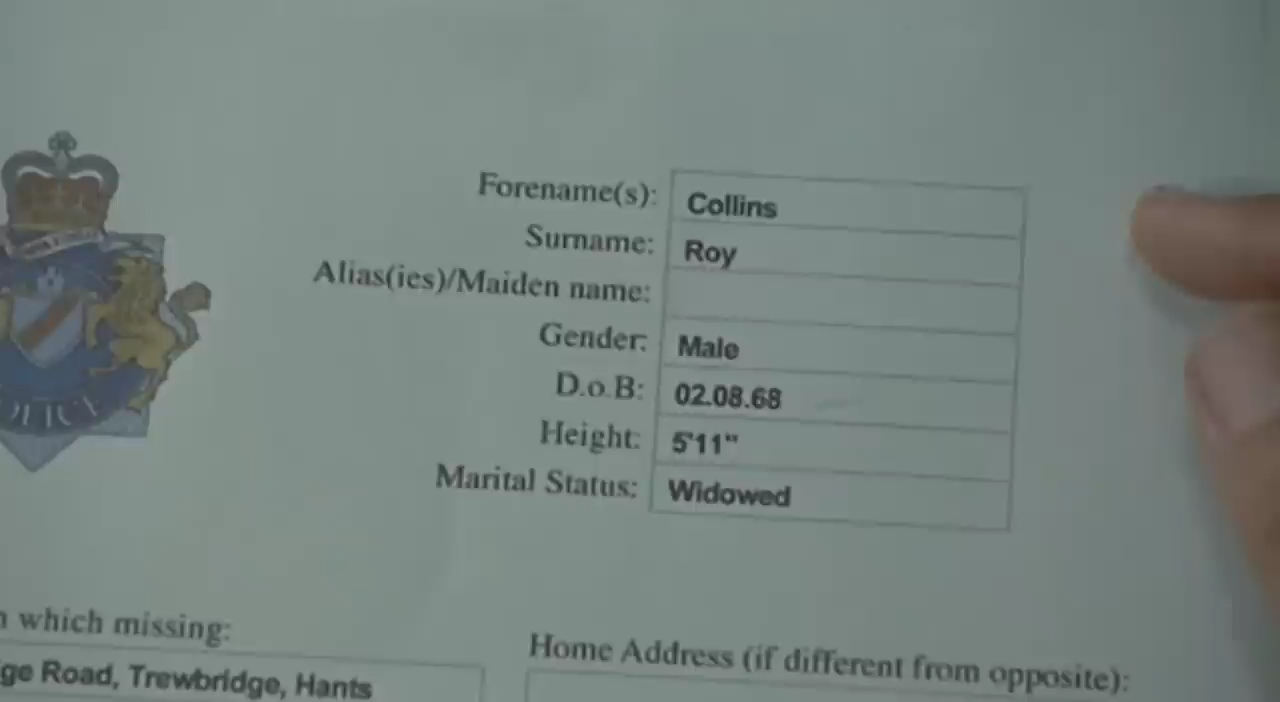 Forename(s): Collins
Surname: Roy
Alias(ies)/Maiden name:
Gender: Male
D.o.B: 02.08.68
Height: 5'11"
Marital Status: Widowed
which missing:
Road, Trewbridge, Hants
Home Address (if different from opposite):